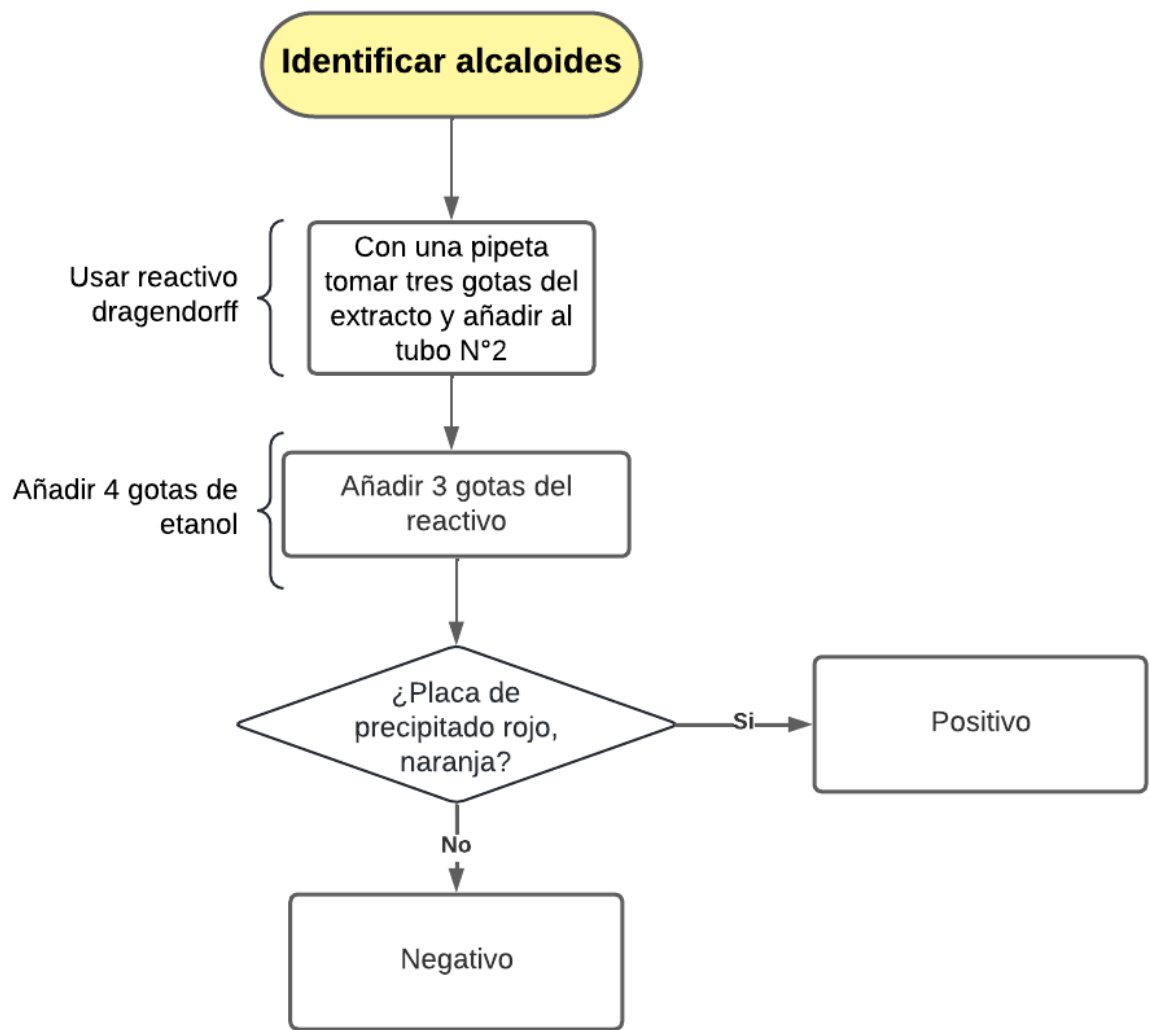 Identificar alcaloides
Usar reactivo
dragendorff
Con una pipeta
tomar tres gotas del
extracto y añadir al
tubo N°2
Añadir 4 gotas de
etanol
Añadir 3 gotas del
reactivo
¿Placa de
precipitado rojo,
naranja?
Si
Positivo
No
Negativo